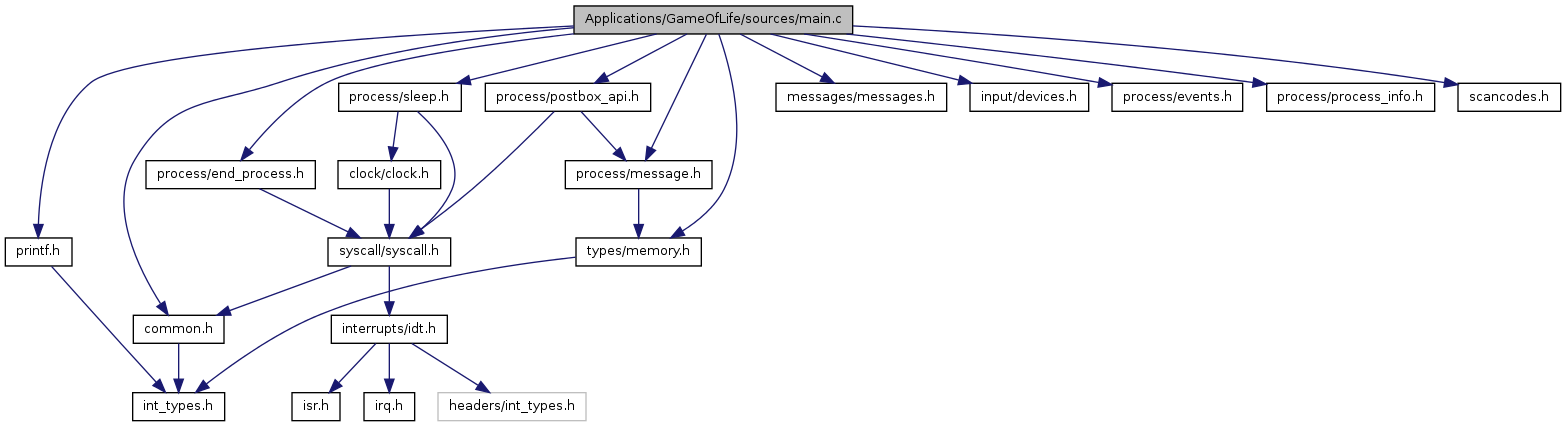 Applications/GameOfLife/sources/main.c
process/sleep.h
process/postbox_api.h
messages/messages.h
input/devices.h
process/events.h
process/process_info.h
scancodes.h
process/end_process.h
clock/clock.h
process/message.h
printf.h
syscall/syscall.h
types/memory.h
common.h
interrupts/idt.h
int_types.h
isr.h
irq.h
headers/int_types.h